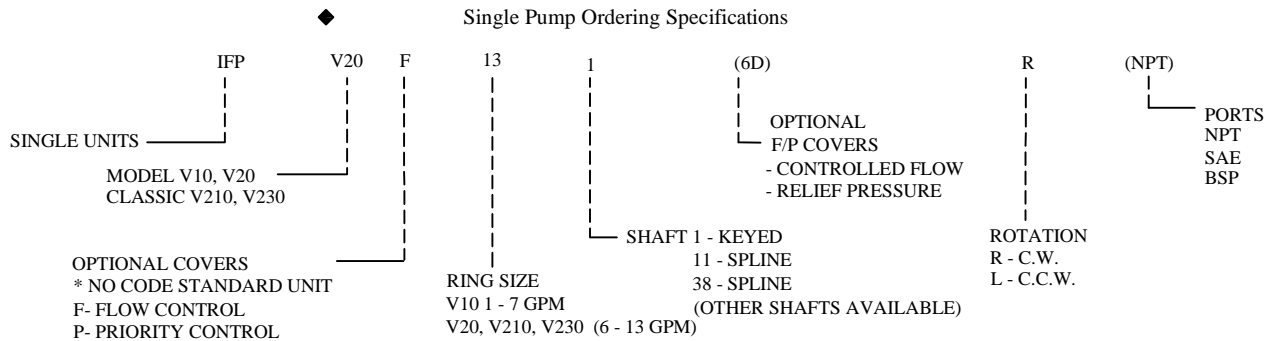 ◆ Single Pump Ordering Specifications
IFP V20 F 13 1 (6D) R (NPT)
SINGLE UNITS
MODEL V10, V20
CLASSIC V210, V230
OPTIONAL COVERS
* NO CODE STANDARD UNIT
F- FLOW CONTROL
P- PRIORITY CONTROL
RING SIZE
V10 1 - 7 GPM
V20, V210, V230 (6 - 13 GPM)
SHAFT 1 - KEYED
11 - SPLINE
38 - SPLINE
(OTHER SHAFTS AVAILABLE)
OPTIONAL
F/P COVERS
- CONTROLLED FLOW
- RELIEF PRESSURE
ROTATION
R - C.W.
L - C.C.W.
PORTS
NPT
SAE
BSP